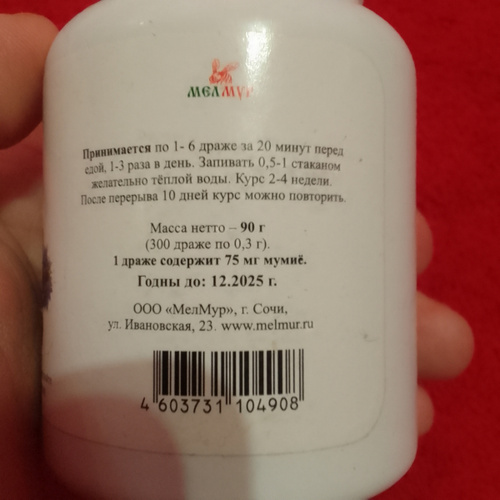 МЕЛМУР
Принимается по 1- 6 драже за 20 минут перед
едой, 1-3 раза в день. Запивать 0,5-1 стаканом
желательно тёплой воды. Курс 2-4 недели.
После перерыва 10 дней курс можно повторить.
Масса нетто – 90 г
(300 драже по 0,3 г).
1 драже содержит 75 мг мумиё.
Годны до: 12.2025 г.
ООО «МелМур», г. Сочи,
ул. Ивановская, 23. www.melmur.ru
4 603731 104908